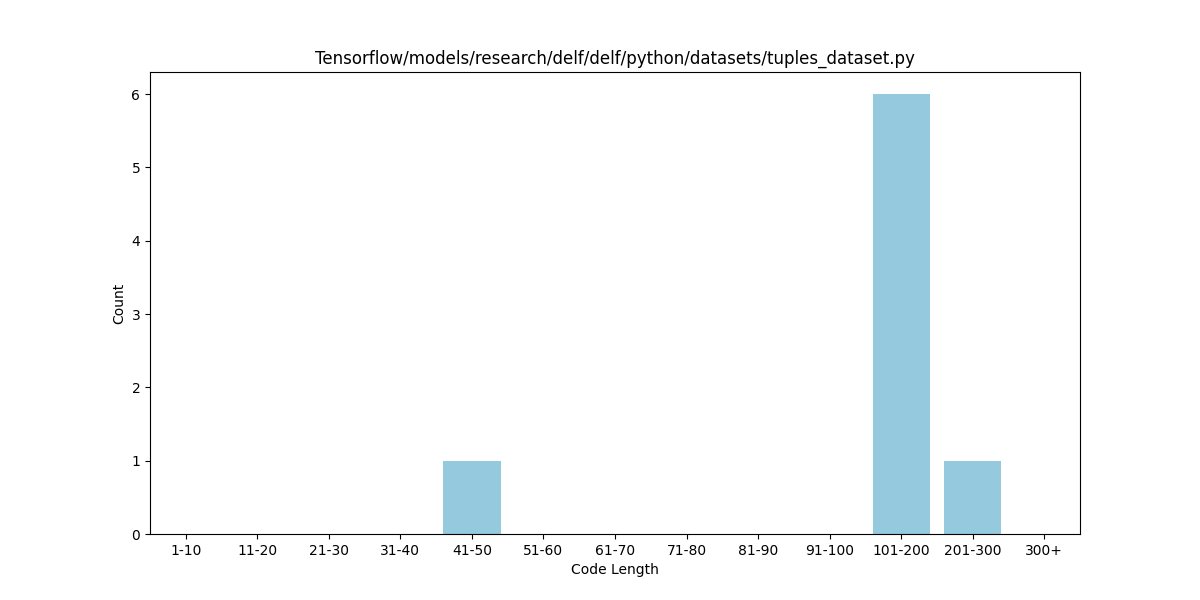 Tensorflow/models/research/delf/delf/python/datasets/tuples_dataset.py
6
5
4
3
2
1
0
Count
1-10 11-20 21-30 31-40 41-50 51-60 61-70 71-80 81-90 91-100 101-200 201-300 300+
Code Length